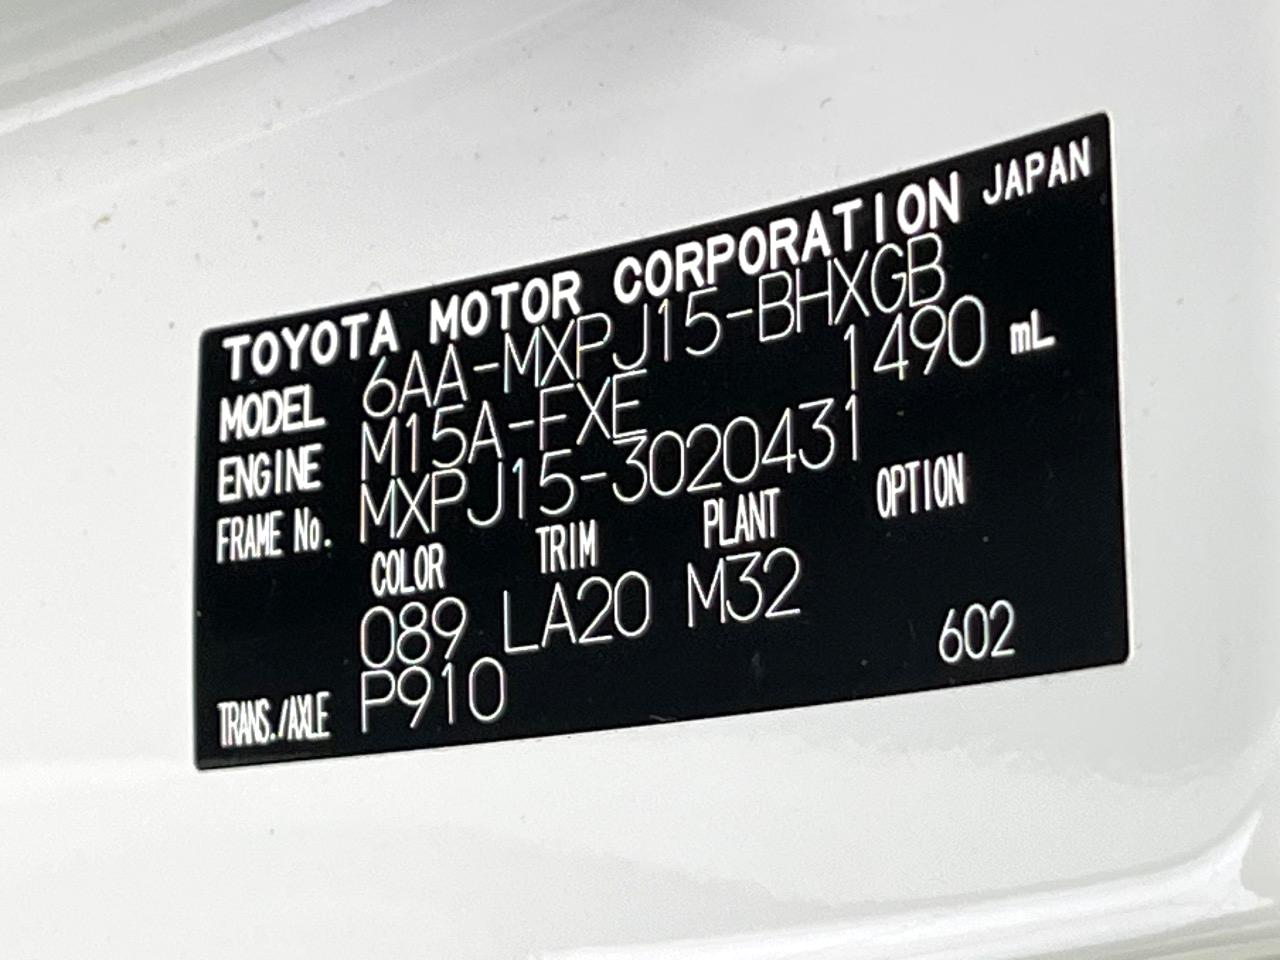 TOYOTA MOTOR CORPORATION JAPAN
MODEL 6AA-MXPJ15-BHXGB
ENGINE M15A-FXE 1490 mL
FRAME No. MXPJ15-3020431
COLOR TRIM PLANT OPTION
089 LA20 M32
TRANS./AXLE P910 602